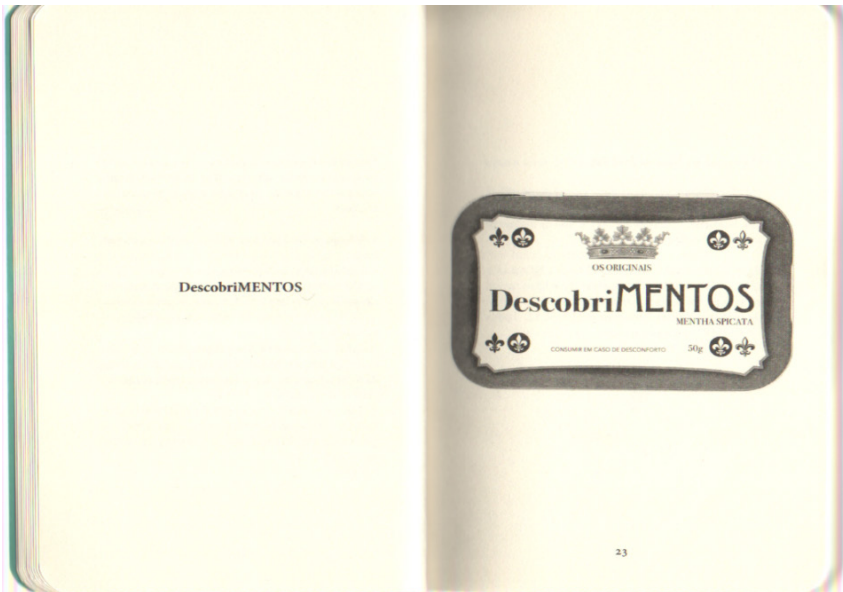 DescobriMENTOS
OS ORIGINAIS
DescobriMENTOS
MENTHA SPICATA
CONSUMIR EM CASO DE DESCONFORTO
50g
23